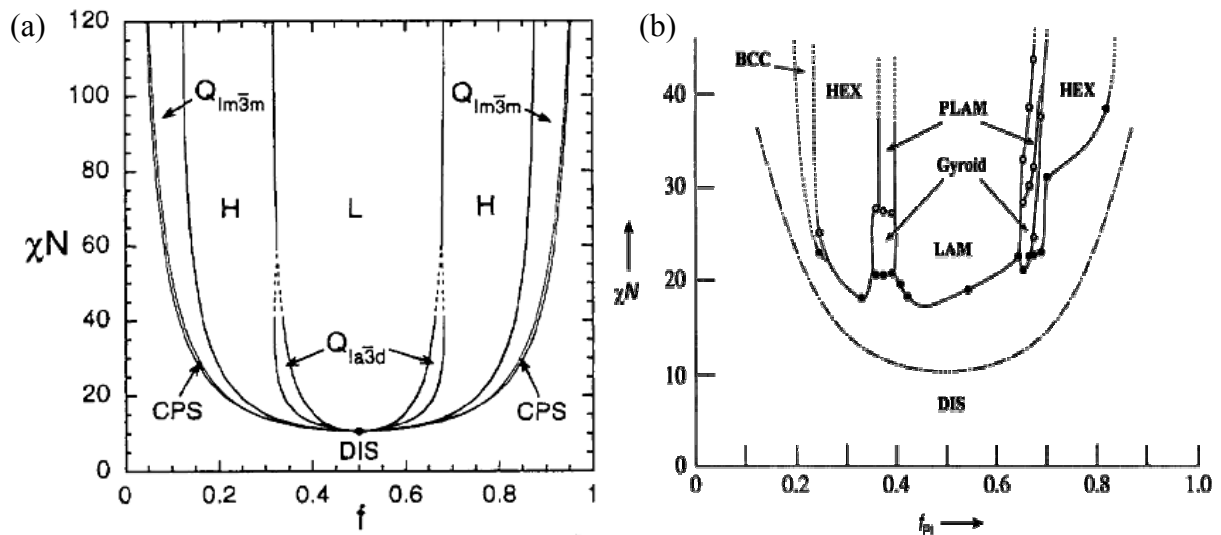 (a)
120
100
80
60
40
20
0
χN
Q Im3̅m
Q Im3̅m
H
L
H
Q Ia3̅d
CPS
CPS
DIS
0
0.2
0.4
0.6
0.8
1
f
(b)
40
30
20
10
0
χN
BCC
HEX
PLAM
HEX
Gyroid
LAM
DIS
0
0.2
0.4
0.6
0.8
1.0
f PI